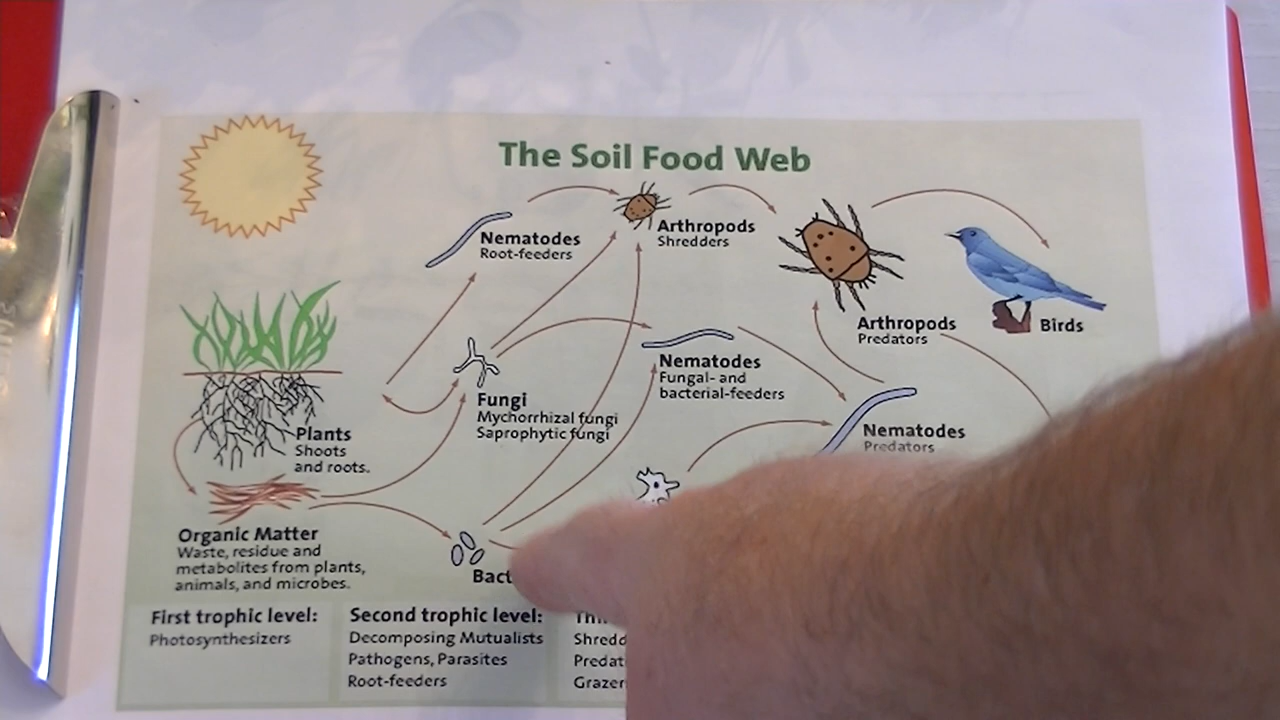 The Soil Food Web
Nematodes
Root-feeders
Arthropods
Shredders
Arthropods
Predators
Birds
Fungi
Mychorrhizal fungi
Saprophytic fungi
Nematodes
Fungal- and
bacterial-feeders
Nematodes
Predators
Plants
Shoots
and roots.
Organic Matter
Waste, residue and
metabolites from plants,
animals, and microbes.
First trophic level:
Photosynthesizers
Second trophic level:
Decomposing Mutualists
Pathogens, Parasites
Root-feeders